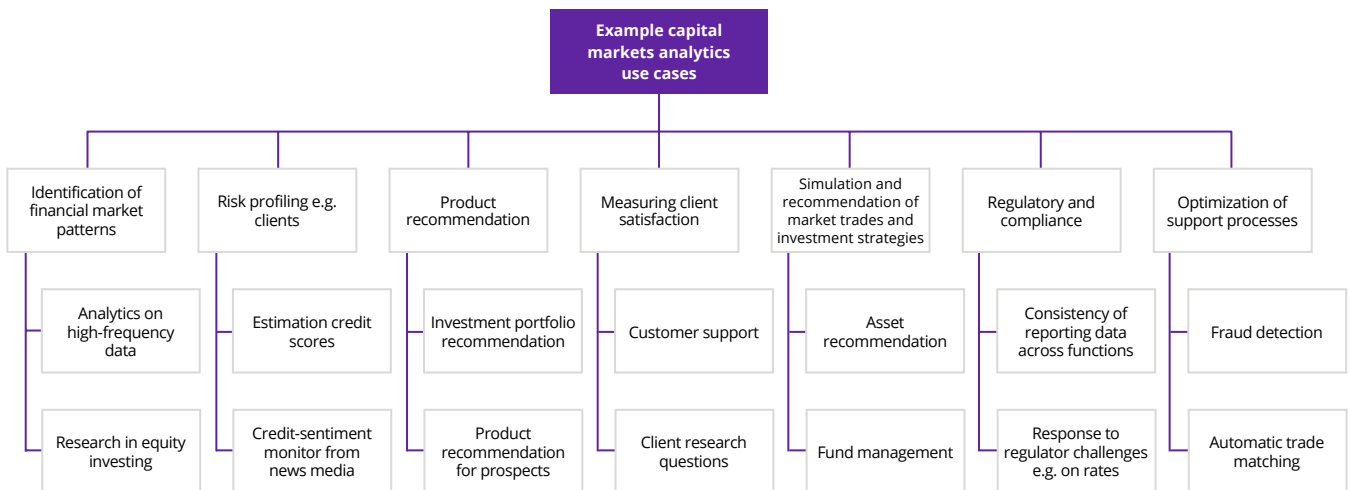 Example capital
markets analytics
use cases
Identification of
financial market
patterns
Risk profiling e.g.
clients
Product
recommendation
Measuring client
satisfaction
Simulation and
recommendation of
market trades and
investment strategies
Regulatory and
compliance
Optimization of
support processes
Analytics on
high-frequency
data
Estimation credit
scores
Investment portfolio
recommendation
Customer support
Asset
recommendation
Consistency of
reporting data
across functions
Fraud detection
Research in equity
investing
Credit-sentiment
monitor from
news media
Product
recommendation
for prospects
Client research
questions
Fund management
Response to
regulator challenges
e.g. on rates
Automatic trade
matching